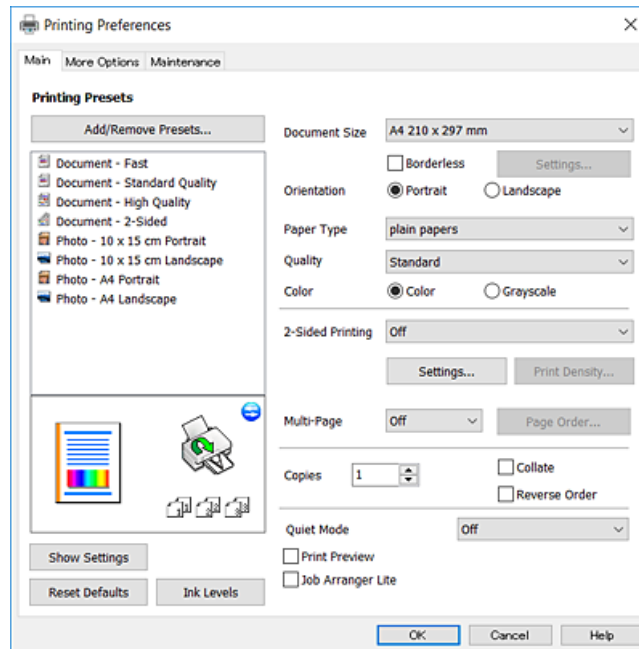 Printing Preferences
Main More Options Maintenance
Printing Presets
Add/Remove Presets...
Document - Fast
Document - Standard Quality
Document - High Quality
Document - 2-Sided
Photo - 10 x 15 cm Portrait
Photo - 10 x 15 cm Landscape
Photo - A4 Portrait
Photo - A4 Landscape
Show Settings
Reset Defaults Ink Levels
Document Size A4 210 x 297 mm
Borderless Settings...
Orientation Portrait Landscape
Paper Type plain papers
Quality Standard
Color Color Grayscale
2-Sided Printing Off
Settings... Print Density...
Multi-Page Off Page Order...
Copies 1 Collate
Reverse Order
Quiet Mode Off
Print Preview
Job Arranger Lite
OK Cancel Help